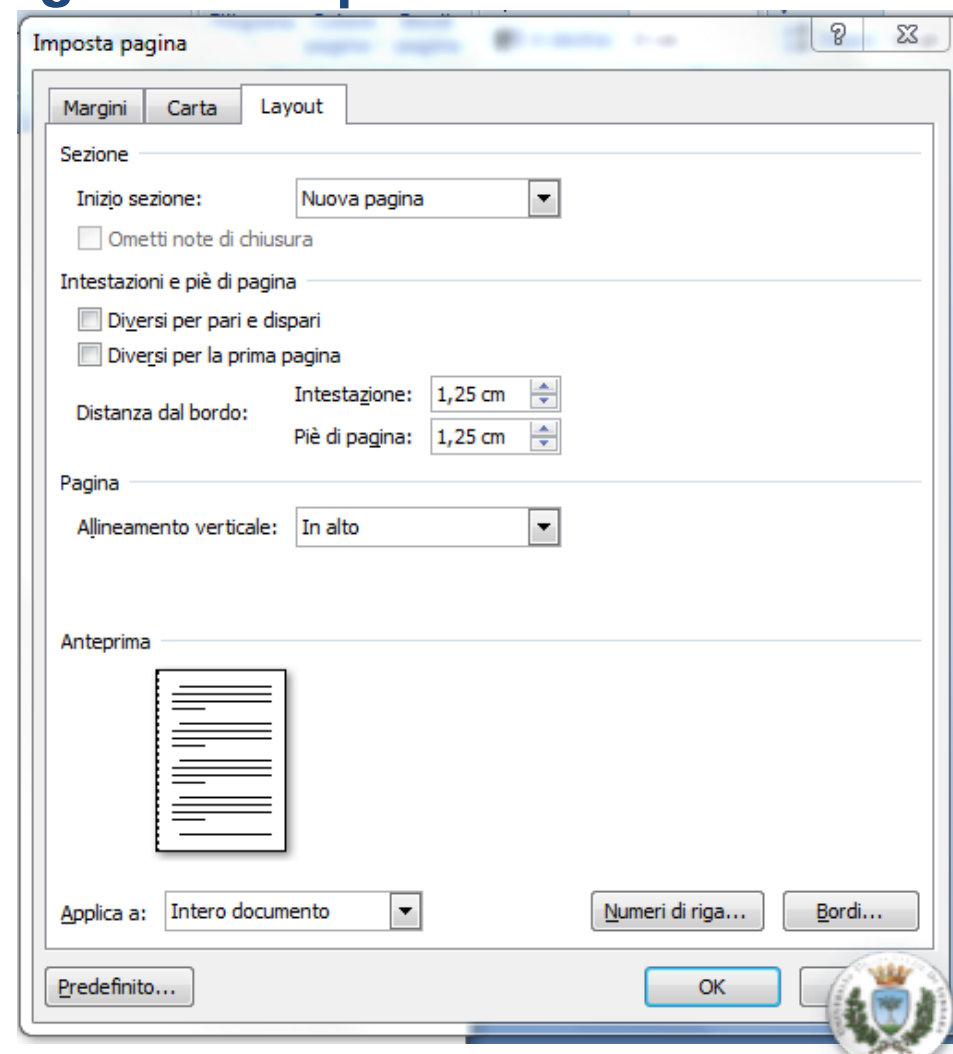 Imposta pagina
Margini Carta Layout
Sezione
Inizio sezione: Nuova pagina
Ometti note di chiusura
Intestazioni e piè di pagina
Diversi per pari e dispari
Diversi per la prima pagina
Distanza dal bordo:
Intestazione: 1,25 cm
Piè di pagina: 1,25 cm
Pagina
Allineamento verticale: In alto
Anteprima
Applica a: Intero documento Numeri di riga... Bordi...
Predefinito... OK